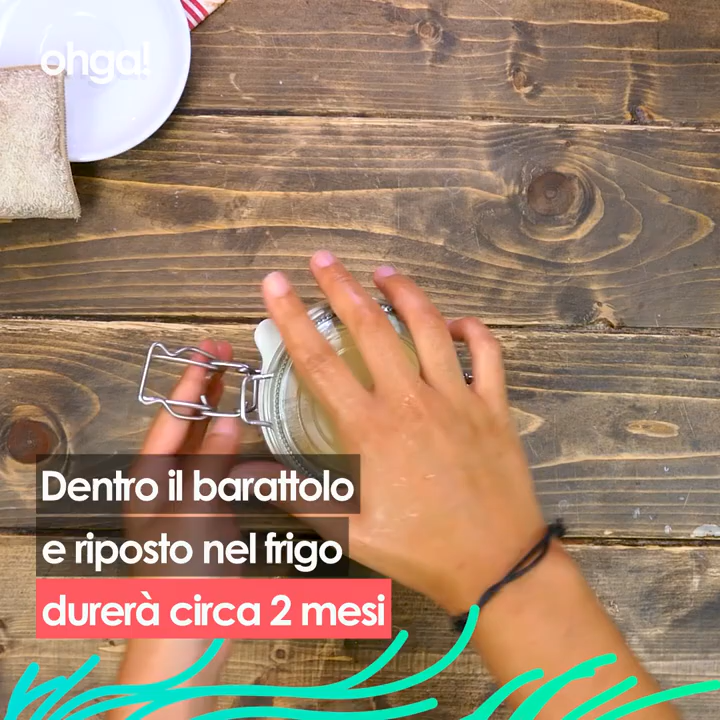 ohga!
Dentro il barattolo
e riposto nel frigo
durerà circa 2 mesi